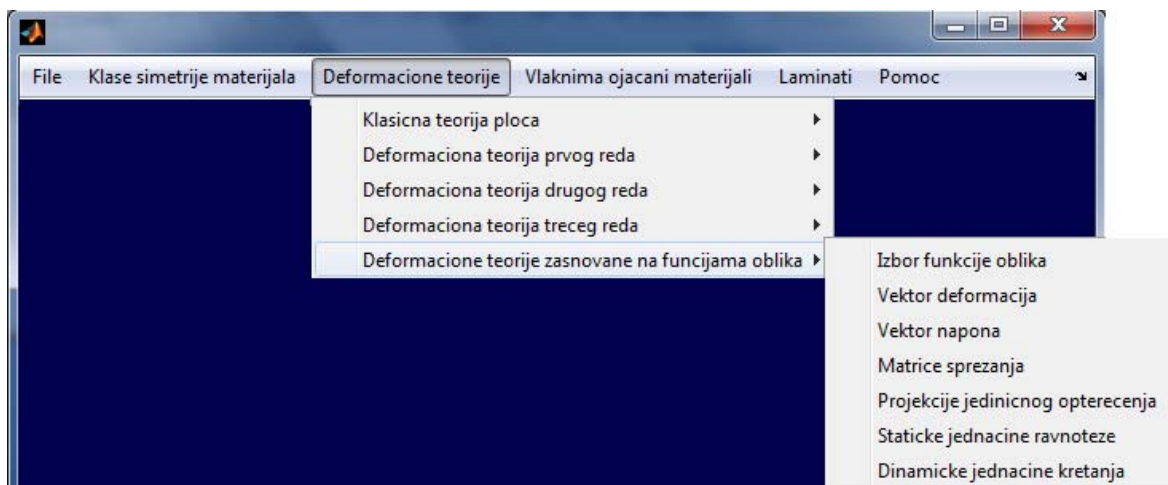 File Klase simetrije materijala Deformacione teorije Vlaknima ojacani materijali Laminati Pomoc
Klasicna teorija ploca
Deformaciona teorija prvog reda
Deformaciona teorija drugog reda
Deformaciona teorija treceg reda
Deformacione teorije zasnovane na funcijama oblika
Izbor funkcije oblika
Vektor deformacija
Vektor napona
Matrice sprezanja
Projekcije jedinicnog opterecenja
Staticke jednacine ravnoteze
Dinamicke jednacine kretanja